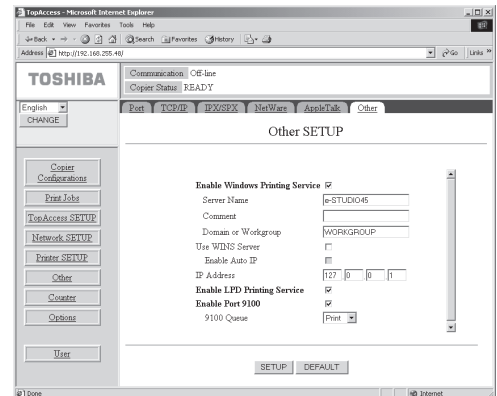 TopAccess - Microsoft Internet Explorer
File Edit View Favorites Tools Help
Back Search Favorites History
Address http://192.168.255.48/ Go Links »
TOSHIBA
Communication Off-line
Copier Status READY
English
CHANGE
Port TCP/IP IPX/SPX NetWare AppleTalk Other
Other SETUP
Copier
Configurations
Print Jobs
TopAccess SETUP
Network SETUP
Printer SETUP
Other
Counter
Options
User
Enable Windows Printing Service
Server Name e-STUDIO45
Comment
Domain or Workgroup WORKGROUP
Use WINS Server
Enable Auto IP
IP Address 127 0 0 1
Enable LPD Printing Service
Enable Port 9100
9100 Queue Print
SETUP DEFAULT
Done Internet